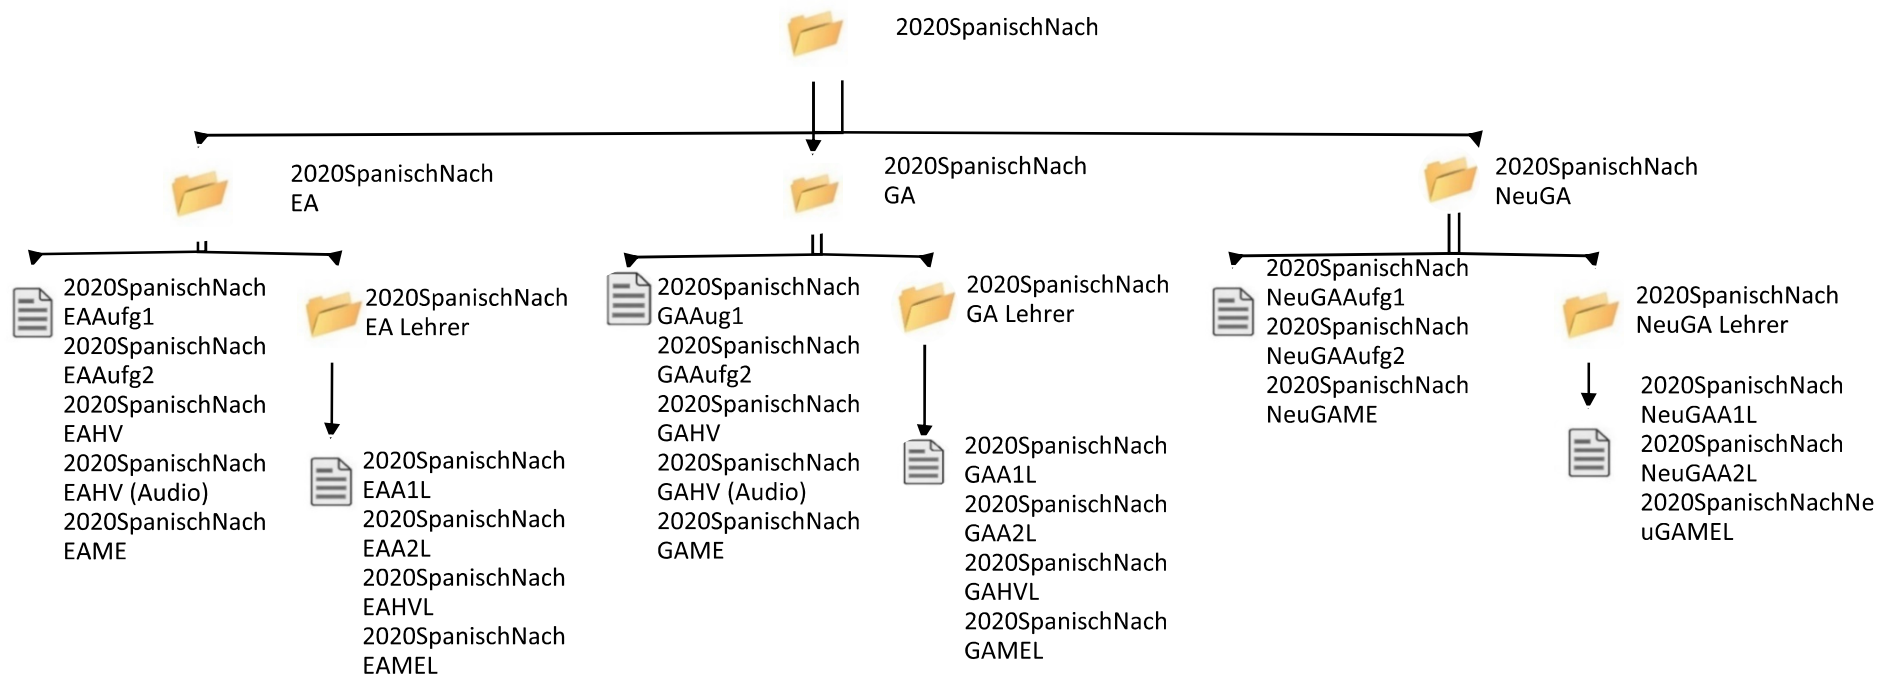 2020SpanischNach
2020SpanischNach
EA
2020SpanischNach
GA
2020SpanischNach
NeuGA
2020SpanischNach
EAAufg1
2020SpanischNach
EAAufg2
2020SpanischNach
EAHV
2020SpanischNach
EAHV (Audio)
2020SpanischNach
EAME
2020SpanischNach
EA Lehrer
2020SpanischNach
EAA1L
2020SpanischNach
EAA2L
2020SpanischNach
EAHVL
2020SpanischNach
EAMEL
2020SpanischNach
GAAug1
2020SpanischNach
GAAufg2
2020SpanischNach
GAHV
2020SpanischNach
GAHV (Audio)
2020SpanischNach
GAME
2020SpanischNach
GA Lehrer
2020SpanischNach
GAA1L
2020SpanischNach
GAA2L
2020SpanischNach
GAHVL
2020SpanischNach
GAMEL
2020SpanischNach
NeuGAAufg1
2020SpanischNach
NeuGAAufg2
2020SpanischNach
NeuGAME
2020SpanischNach
NeuGA Lehrer
2020SpanischNach
NeuGAA1L
2020SpanischNach
NeuGAA2L
2020SpanischNachNe
uGAMEL